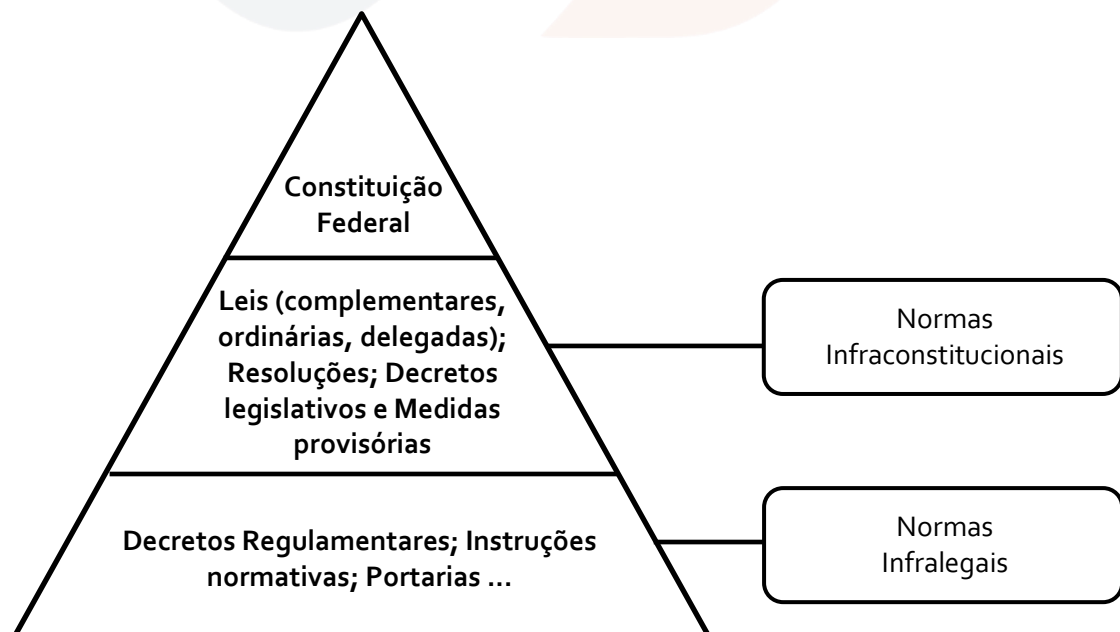 Constituição
Federal
Leis (complementares,
ordinárias, delegadas);
Resoluções; Decretos
legislativos e Medidas
provisórias
Normas
Infraconstitucionais
Decretos Regulamentares; Instruções
normativas; Portarias ...
Normas
Infralegais